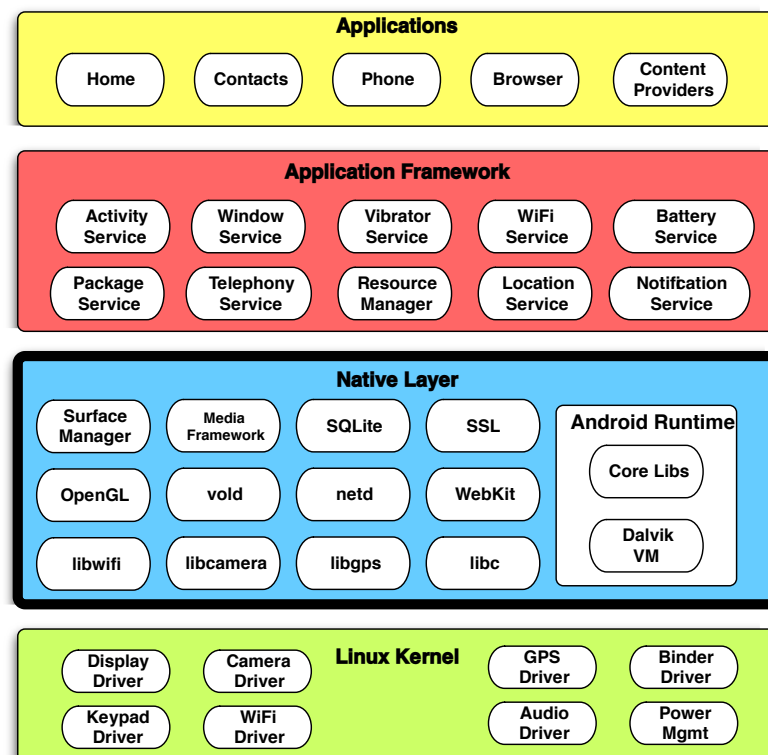 Applications
Home
Contacts
Phone
Browser
Content
Providers
Application Framework
Activity
Service
Window
Service
Vibrator
Service
WiFi
Service
Battery
Service
Package
Service
Telephony
Service
Resource
Manager
Location
Service
Notification
Service
Native Layer
Surface
Manager
Media
Framework
SQLite
SSL
OpenGL
vold
netd
WebKit
libwifi
libcamera
libgps
libc
Android Runtime
Core Libs
Dalvik
VM
Linux Kernel
Display
Driver
Camera
Driver
GPS
Driver
Binder
Driver
Keypad
Driver
WiFi
Driver
Audio
Driver
Power
Mgmt